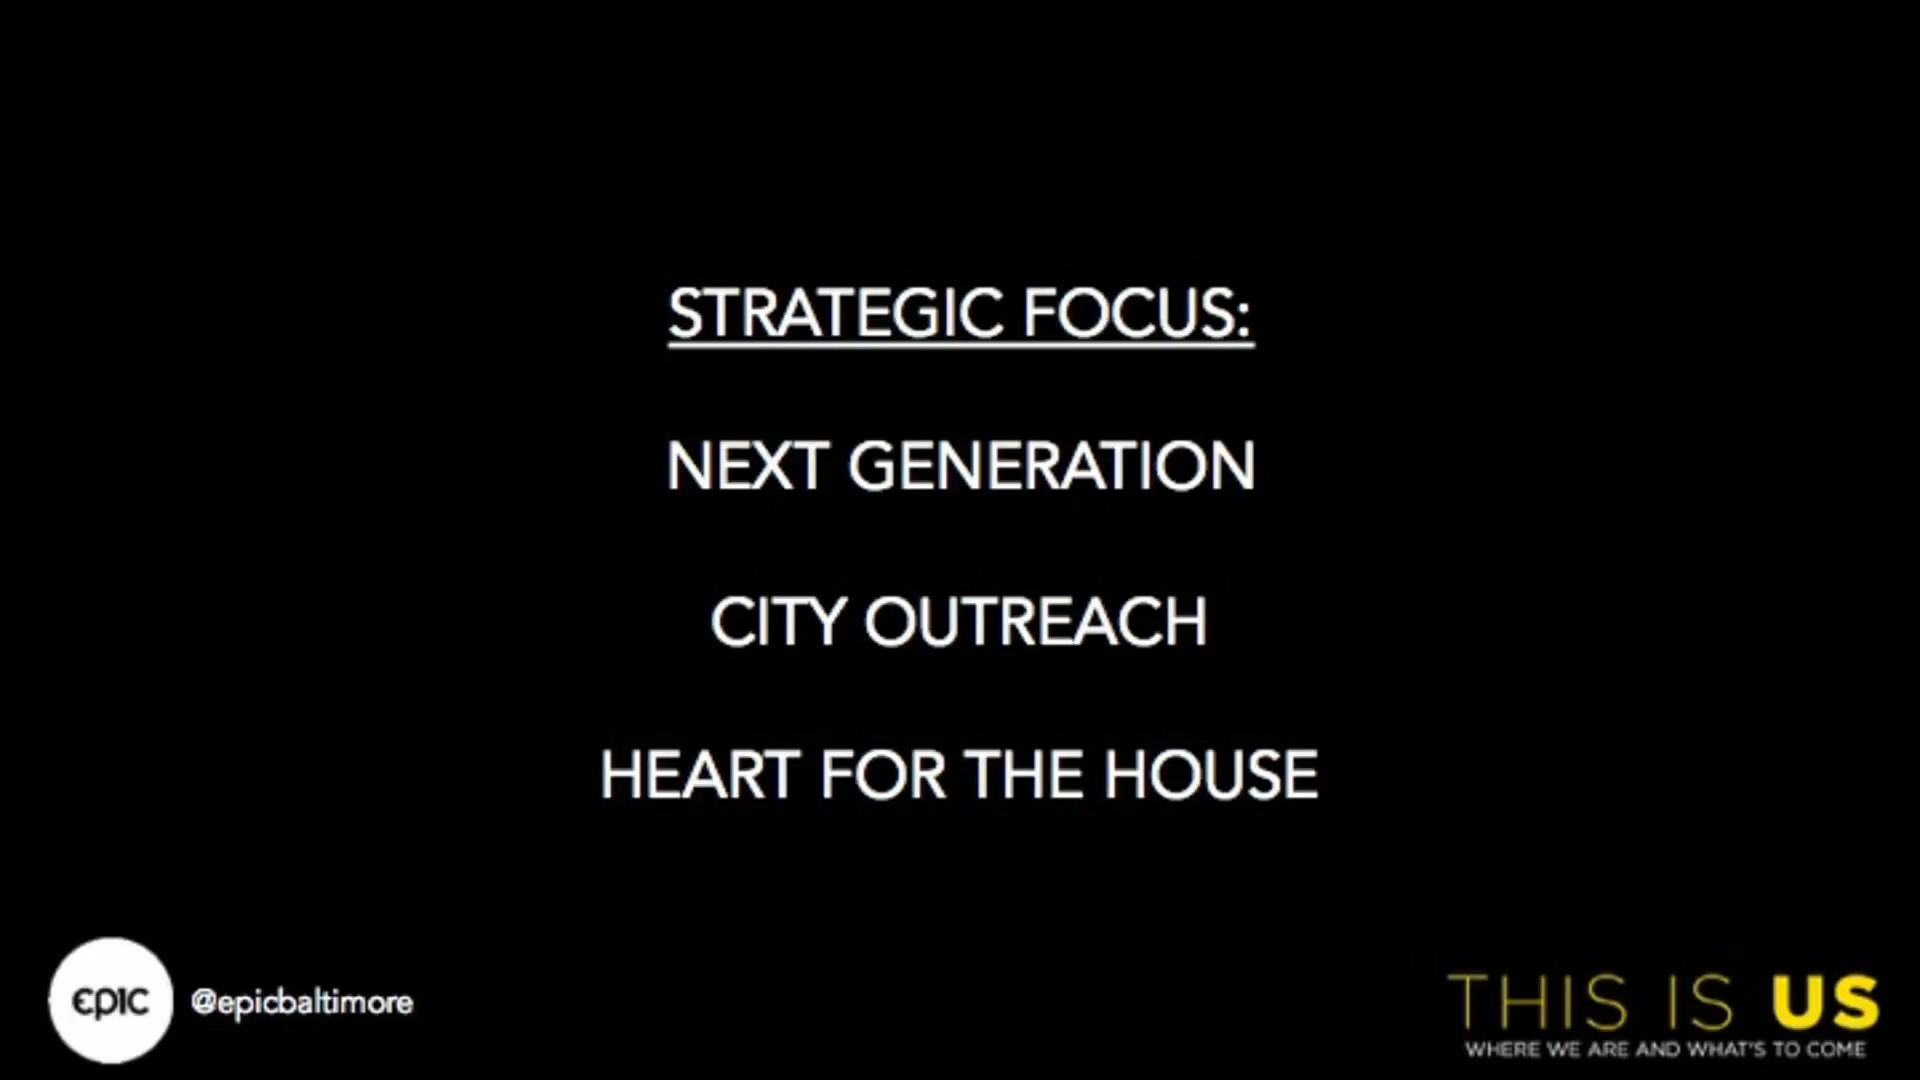 STRATEGIC FOCUS:
NEXT GENERATION
CITY OUTREACH
HEART FOR THE HOUSE
epic @epicbaltimore
THIS IS US
WHERE WE ARE AND WHAT'S TO COME